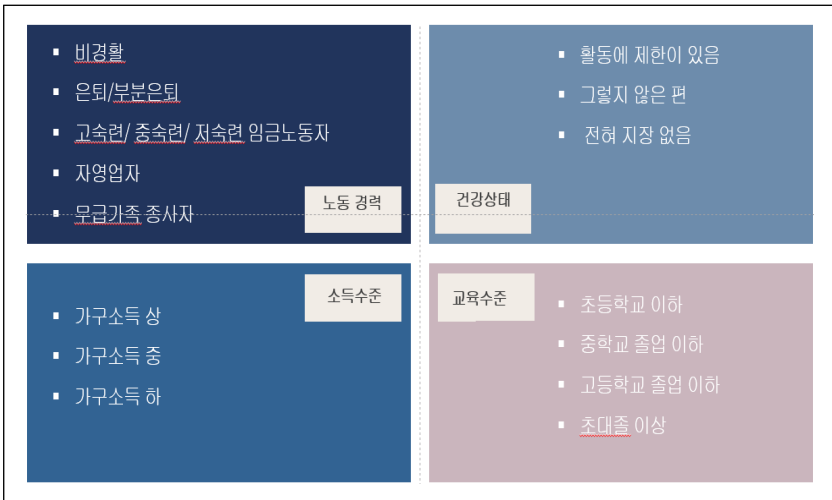 ▪ 비경활
▪ 은퇴/부분은퇴
▪ 고숙련/ 중숙련/ 저숙련 임금노동자
▪ 자영업자
▪ 무급가족 종사자
노동 경력
▪ 활동에 제한이 있음
▪ 그렇지 않은 편
▪ 전혀 지장 없음
건강상태
소득수준
▪ 가구소득 상
▪ 가구소득 중
▪ 가구소득 하
교육수준
▪ 초등학교 이하
▪ 중학교 졸업 이하
▪ 고등학교 졸업 이하
▪ 초대졸 이상